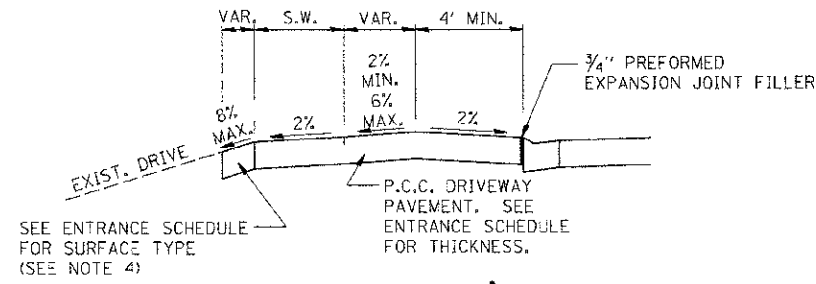 VAR. S.W. VAR. 4' MIN.
2%
MIN.
6%
MAX.
3/4" PREFORMED
EXPANSION JOINT FILLER
8%
MAX.
2%
2%
EXIST. DRIVE
SEE ENTRANCE SCHEDULE
FOR SURFACE TYPE
(SEE NOTE 4)
P.C.C. DRIVEWAY
PAVEMENT. SEE
ENTRANCE SCHEDULE
FOR THICKNESS.